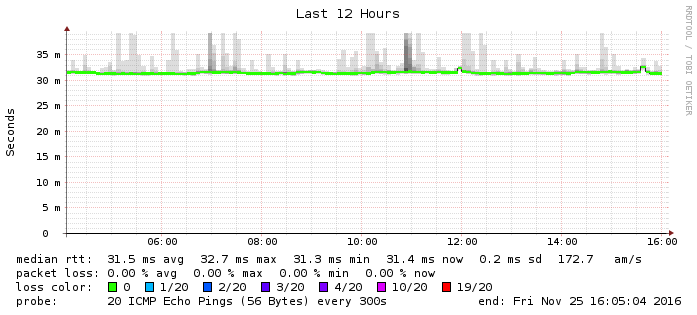 Last 12 Hours
RRDTOOL / TOBI OETIKER
Seconds
35 m
30 m
25 m
20 m
15 m
10 m
5 m
0
06:00 08:00 10:00 12:00 14:00 16:00
median rtt: 31.5 ms avg 32.7 ms max 31.3 ms min 31.4 ms now 0.2 ms sd 172.7 am/s
packet loss: 0.00 % avg 0.00 % max 0.00 % min 0.00 % now
loss color: 0 1/20 2/20 3/20 4/20 10/20 19/20
probe: 20 ICMP Echo Pings (56 Bytes) every 300s end: Fri Nov 25 16:05:04 2016